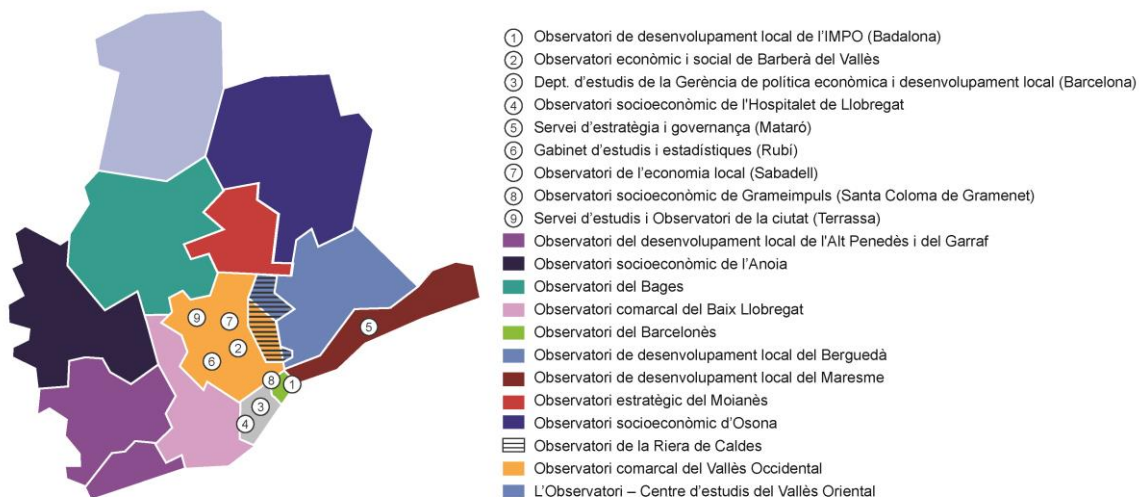 ① Observatori de desenvolupament local de l'IMPO (Badalona)
② Observatori econòmic i social de Barberà del Vallès
③ Dept. d'estudis de la Gerència de política econòmica i desenvolupament local (Barcelona)
④ Observatori socioeconòmic de l'Hospitalet de Llobregat
⑤ Servei d'estratègia i governança (Mataró)
⑥ Gabinet d'estudis i estadístiques (Rubí)
⑦ Observatori de l'economia local (Sabadell)
⑧ Observatori socioeconòmic de Grameimpuls (Santa Coloma de Gramenet)
⑨ Servei d'estudis i Observatori de la ciutat (Terrassa)
Observatori del desenvolupament local de l'Alt Penedès i del Garraf
Observatori socioeconòmic de l'Anoia
Observatori del Bages
Observatori comarcal del Baix Llobregat
Observatori del Barcelonès
Observatori de desenvolupament local del Berguedà
Observatori de desenvolupament local del Maresme
Observatori estratègic del Moianès
Observatori socioeconòmic d'Osona
Observatori de la Riera de Caldes
Observatori comarcal del Vallès Occidental
L'Observatori – Centre d'estudis del Vallès Oriental
9
7
5
2
6
8
1
3
4